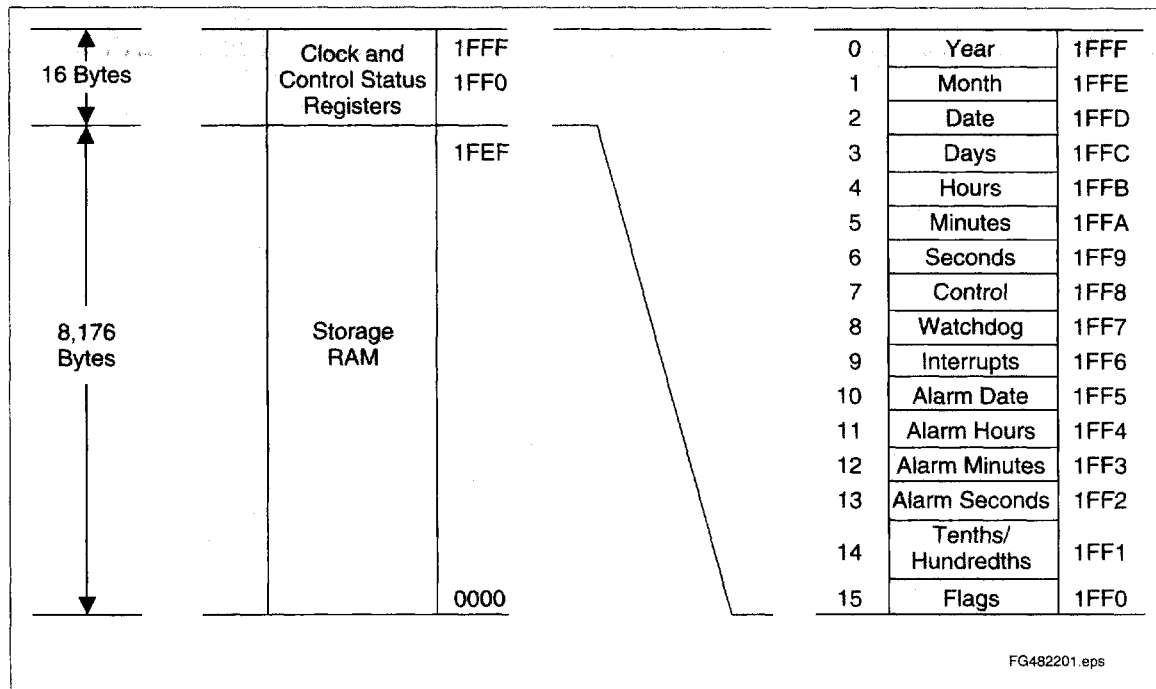 16 Bytes
Clock and
Control Status
Registers
1FFF
1FF0
8,176
Bytes
Storage
RAM
1FEF
0000
0 Year 1FFF
1 Month 1FFE
2 Date 1FFD
3 Days 1FFC
4 Hours 1FFB
5 Minutes 1FFA
6 Seconds 1FF9
7 Control 1FF8
8 Watchdog 1FF7
9 Interrupts 1FF6
10 Alarm Date 1FF5
11 Alarm Hours 1FF4
12 Alarm Minutes 1FF3
13 Alarm Seconds 1FF2
14 Tenths/
Hundredths 1FF1
15 Flags 1FF0
FG482201.eps